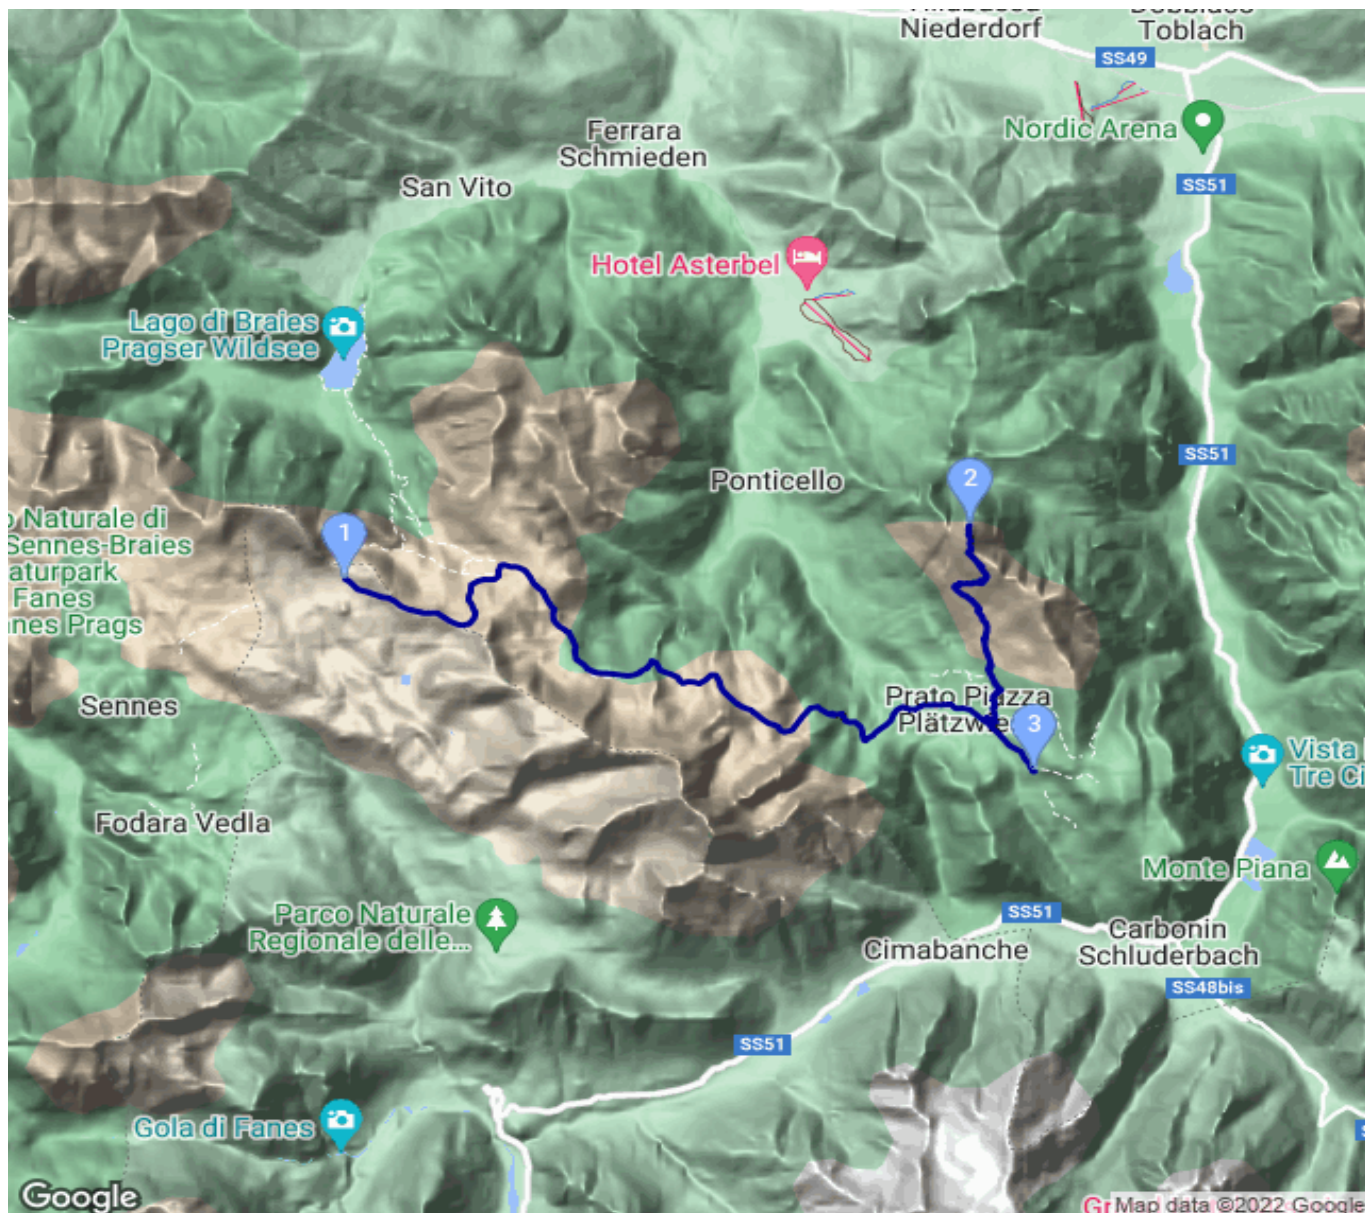 Niederdorf
Toblach
SS49
Nordic Arena
Ferrara
Schmieden
San Vito
SS51
Hotel Asterbel
Lago di Braies
Pragser Wildsee
SS51
Ponticello
2
1
o Naturale di
Sennes-Braies
aturpark
Fanes
nnes Prags
Prato Piazza
Plätzwie
3
Sennes
Vista
Tre Ci
Fodara Vedla
Monte Piana
Parco Naturale
Regionale delle...
SS51
Carbonin
Schluderbach
Cimabanche
SS48bis
SS51
Gola di Fanes
Google
Gr
Map data ©2022 Google